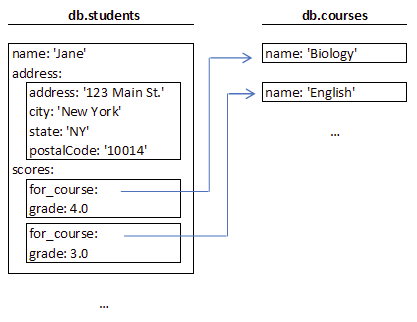 db.students
name: 'Jane'
address:
address: '123 Main St.'
city: 'New York'
state: 'NY'
postalCode: '10014'
scores:
for_course:
grade: 4.0
for_course:
grade: 3.0
...
db.courses
name: 'Biology'
name: 'English'
...